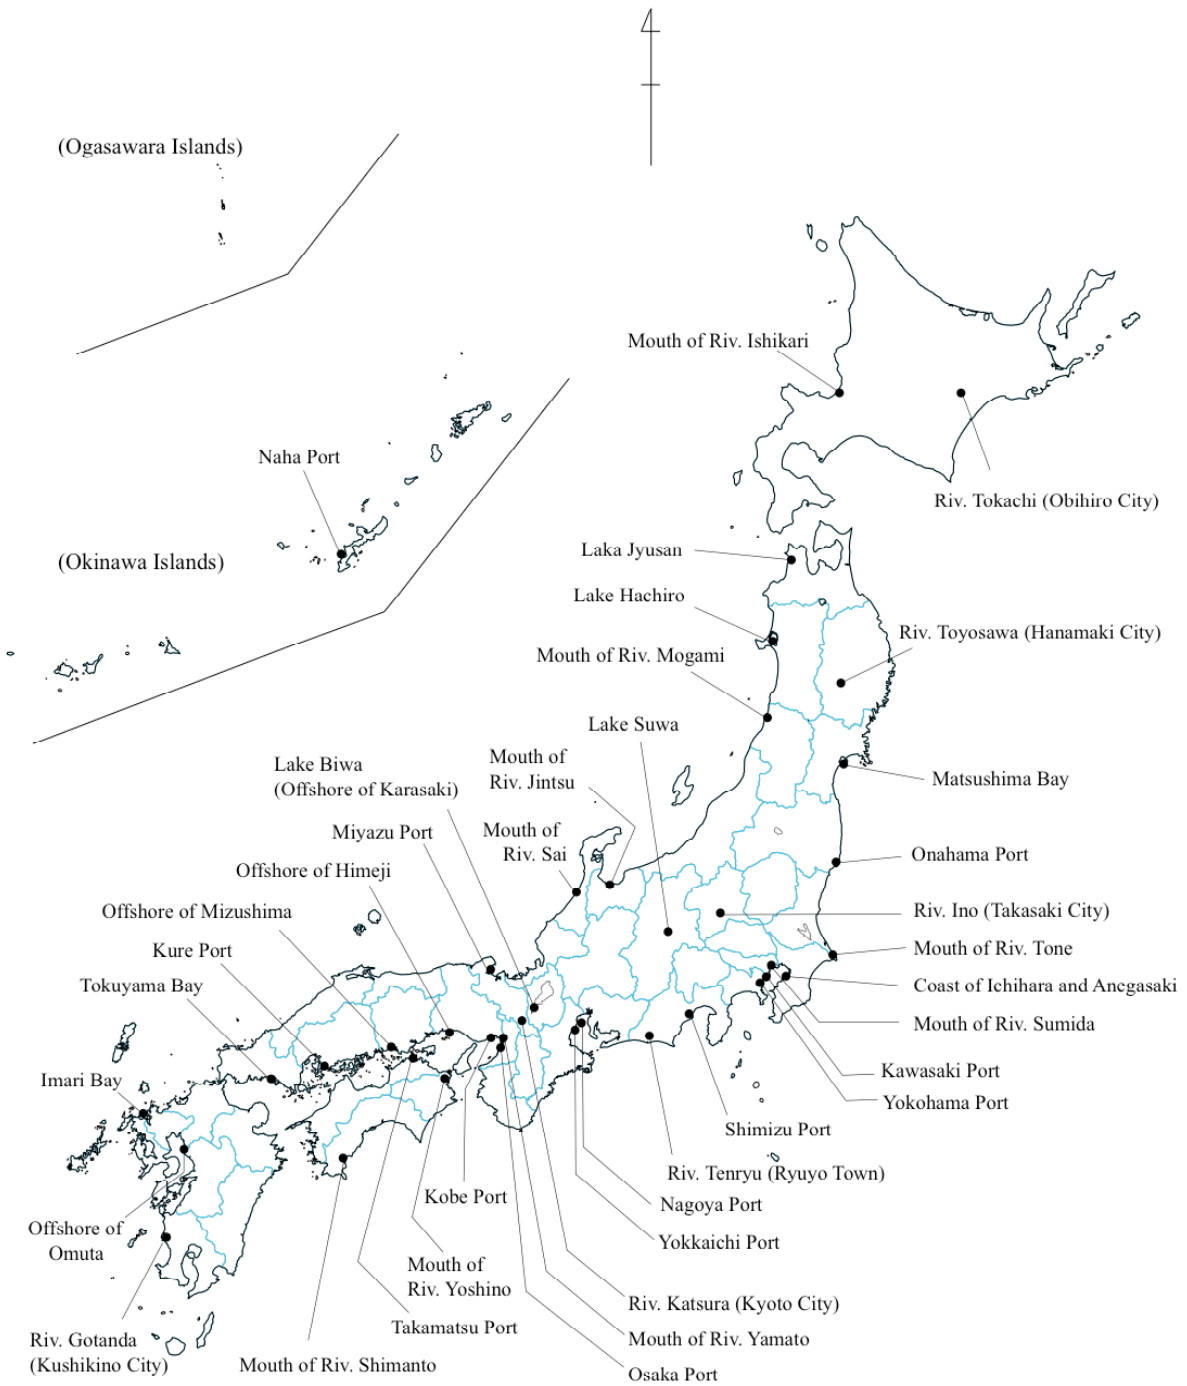 (Ogasawara Islands)
Mouth of Riv. Ishikari
Naha Port
Riv. Tokachi (Obihiro City)
Laka Jyusan
(Okinawa Islands)
Lake Hachiro
Riv. Toyosawa (Hanamaki City)
Mouth of Riv. Mogami
Lake Suwa
Mouth of
Riv. Jintsu
Lake Biwa
(Offshore of Karasaki)
Matsushima Bay
Miyazu Port
Mouth of
Riv. Sai
Onahama Port
Offshore of Himeji
Offshore of Mizushima
Riv. Ino (Takasaki City)
Kure Port
Mouth of Riv. Tone
Tokuyama Bay
Coast of Ichihara and Anegasaki
Mouth of Riv. Sumida
Imari Bay
Kawasaki Port
Yokohama Port
Shimizu Port
Riv. Tenryu (Ryuyo Town)
Kobe Port
Nagoya Port
Offshore of
Omuta
Yokkaichi Port
Mouth of
Riv. Yoshino
Riv. Katsura (Kyoto City)
Takamatsu Port
Riv. Gotanda
(Kushikino City)
Mouth of Riv. Yamato
Mouth of Riv. Shimanto
Osaka Port